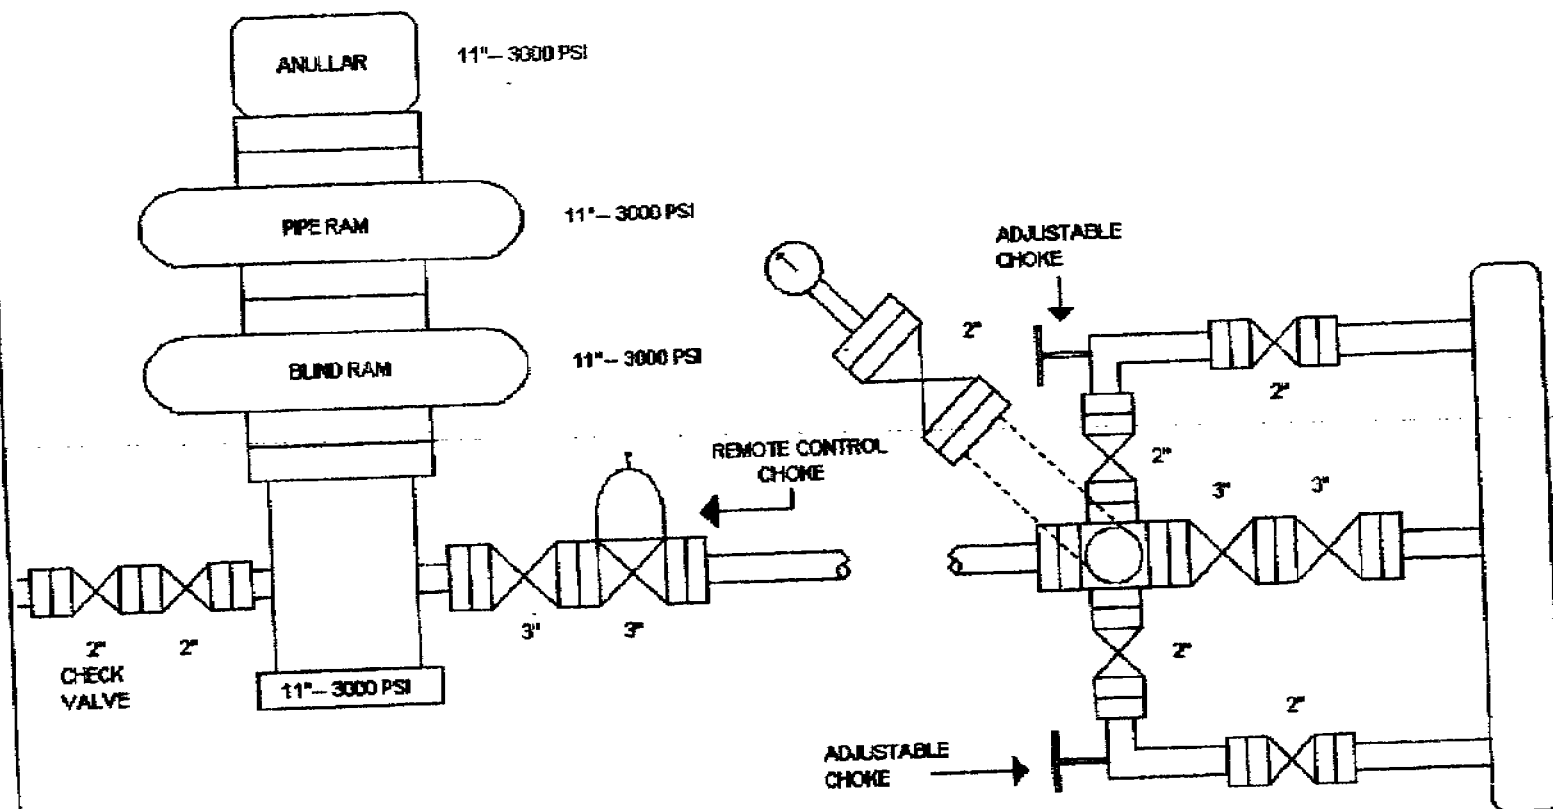 ANULLAR
11"-- 3000 PSI
PIPE RAM
11"-- 3000 PSI
BLIND RAM
11"-- 3000 PSI
ADJUSTABLE
CHOKE
2"
2"
2"
REMOTE CONTROL
CHOKE
3"
3"
3"
3"
2"
2"
CHECK
VALVE
2"
11"-- 3000 PSI
2"
2"
ADJUSTABLE
CHOKE